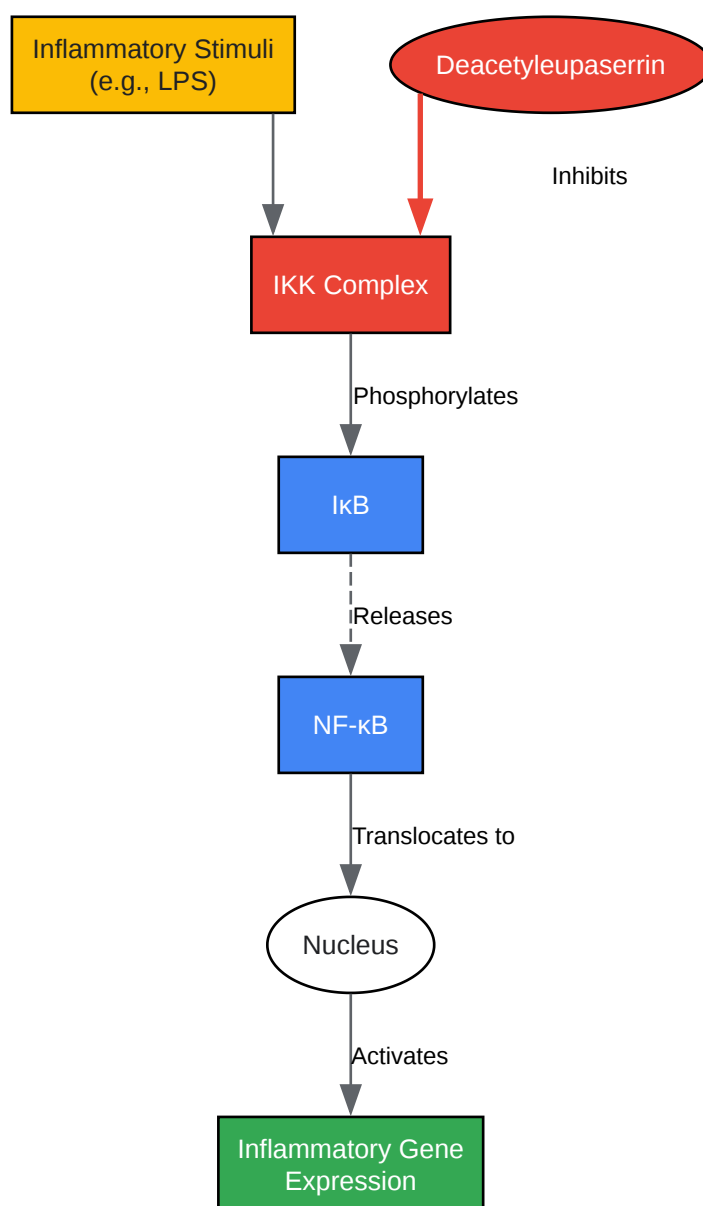 Inflammatory Stimuli
(e.g., LPS)
Deacetyleupaserrin
Inhibits
IKK Complex
Phosphorylates
IκB
Releases
NF-κB
Translocates to
Nucleus
Activates
Inflammatory Gene
Expression